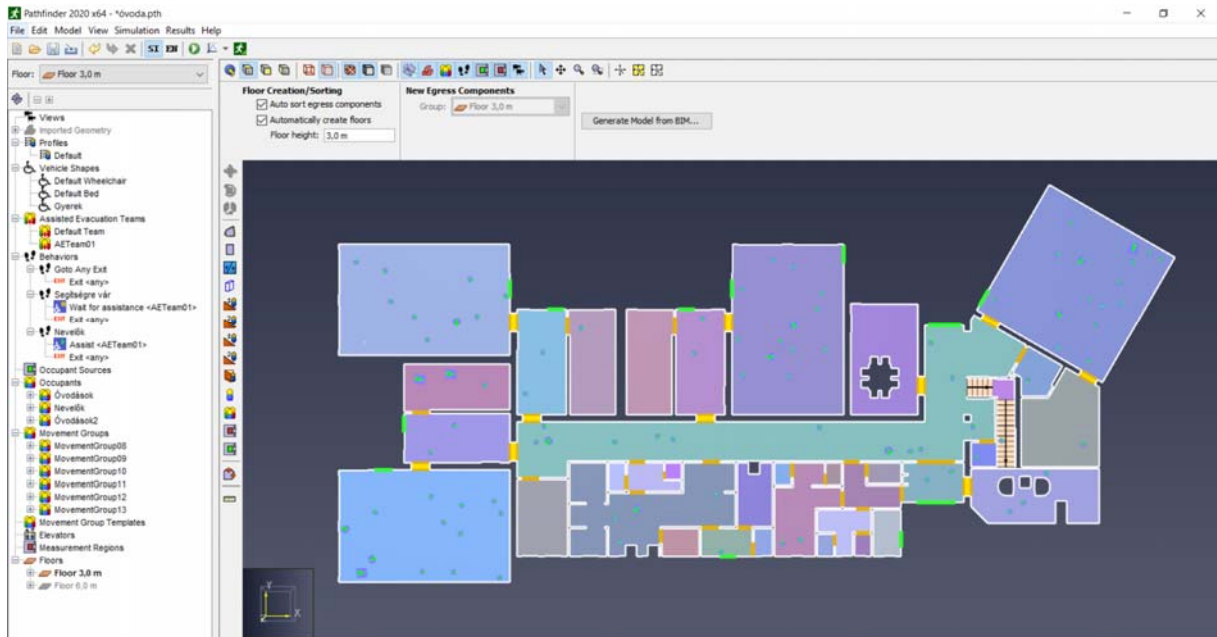 Pathfinder 2020 x64 - *óvoda.pth
File Edit Model View Simulation Results Help
SI EN
Floor: Floor 3,0 m
Floor Creation/Sorting
Auto sort egress components
Automatically create floors
Floor height: 3,0 m
New Egress Components
Group: Floor 3,0 m
Generate Model from BIM...
Views
Imported Geometry
Profiles
Default
Vehicle Shapes
Default Wheelchair
Default Bed
Gyerek
Assisted Evacuation Teams
Default Team
AETeam01
Behaviors
Goto Any Exit
EXIT Exit <any>
Segítségre vár
Wait for assistance <AETeam01>
EXIT Exit <any>
Nevelők
Assist <AETeam01>
EXIT Exit <any>
Occupant Sources
Occupants
Óvodások
Nevelők
Óvodások2
Movement Groups
MovementGroup08
MovementGroup09
MovementGroup10
MovementGroup11
MovementGroup12
MovementGroup13
Movement Group Templates
Elevators
Measurement Regions
Floors
Floor 3,0 m
Floor 6,0 m
Y
Z X